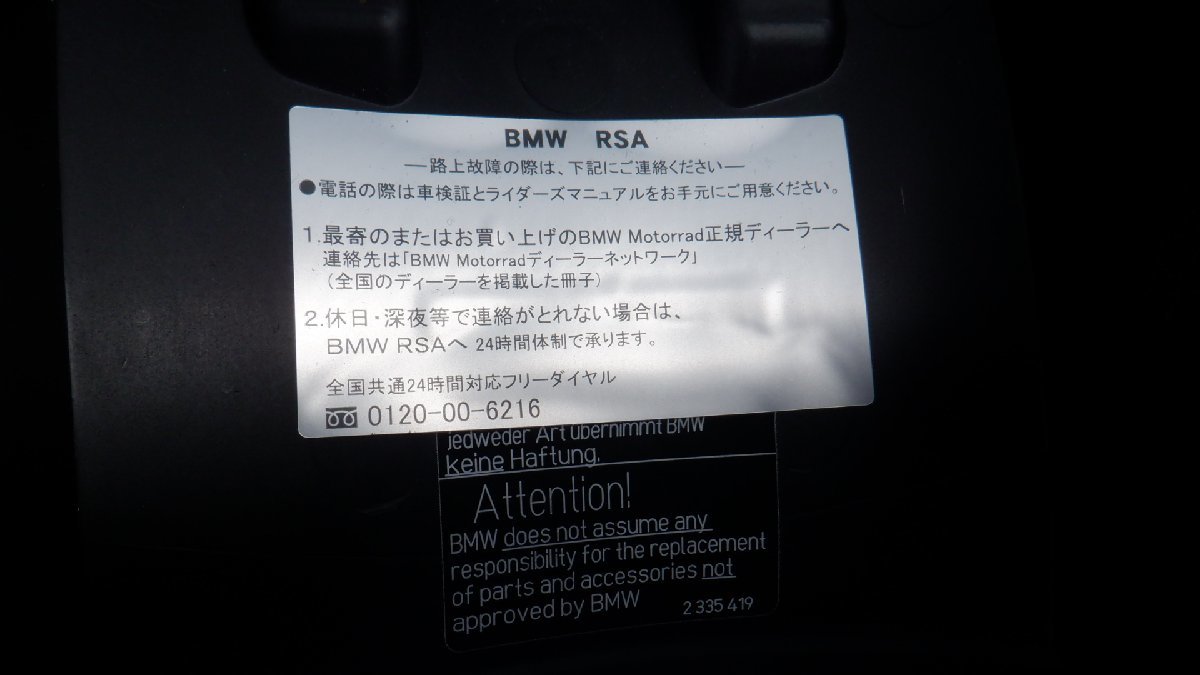 BMW RSA
―路上故障の際は、下記にご連絡ください―
●電話の際は車検証とライダーズマニュアルをお手元にご用意ください。
1.最寄のまたはお買い上げのBMW Motorrad正規ディーラーへ
連絡先は「BMW Motorradディーラーネットワーク」
(全国のディーラーを掲載した冊子)
2.休日・深夜等で連絡がとれない場合は、
BMW RSAへ 24時間体制で承ります。
全国共通24時間対応フリーダイヤル
0120-00-6216
jedweder Art übernimmt BMW
keine Haftung.
Attention!
BMW does not assume any
responsibility for the replacement
of parts and accessories not
approved by BMW
2 335 419